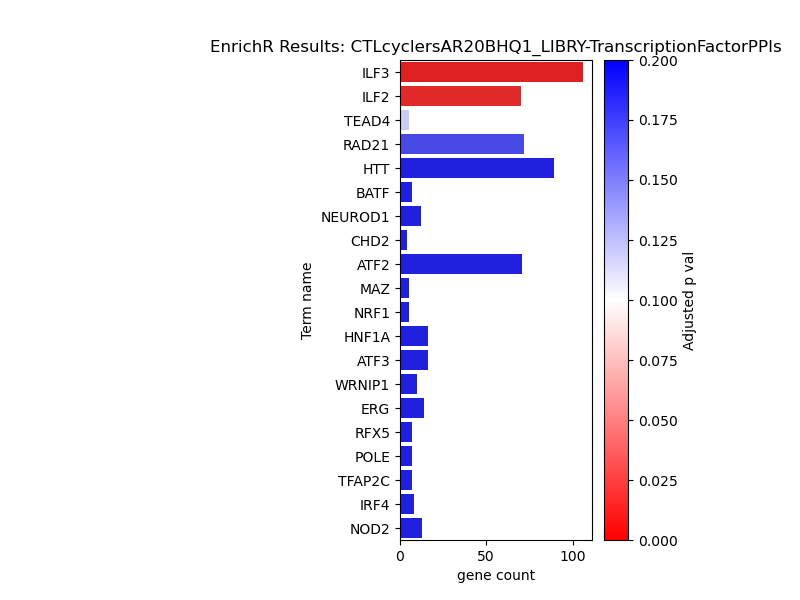 EnrichR Results: CTLcyclersAR20BHQ1_LIBRY-TranscriptionFactorPPIs
Term name
ILF3
ILF2
TEAD4
RAD21
HTT
BATF
NEUROD1
CHD2
ATF2
MAZ
NRF1
HNF1A
ATF3
WRNIP1
ERG
RFX5
POLE
TFAP2C
IRF4
NOD2
0 50 100
gene count
0.200
0.175
0.150
0.125
0.100
0.075
0.050
0.025
0.000
Adjusted p val